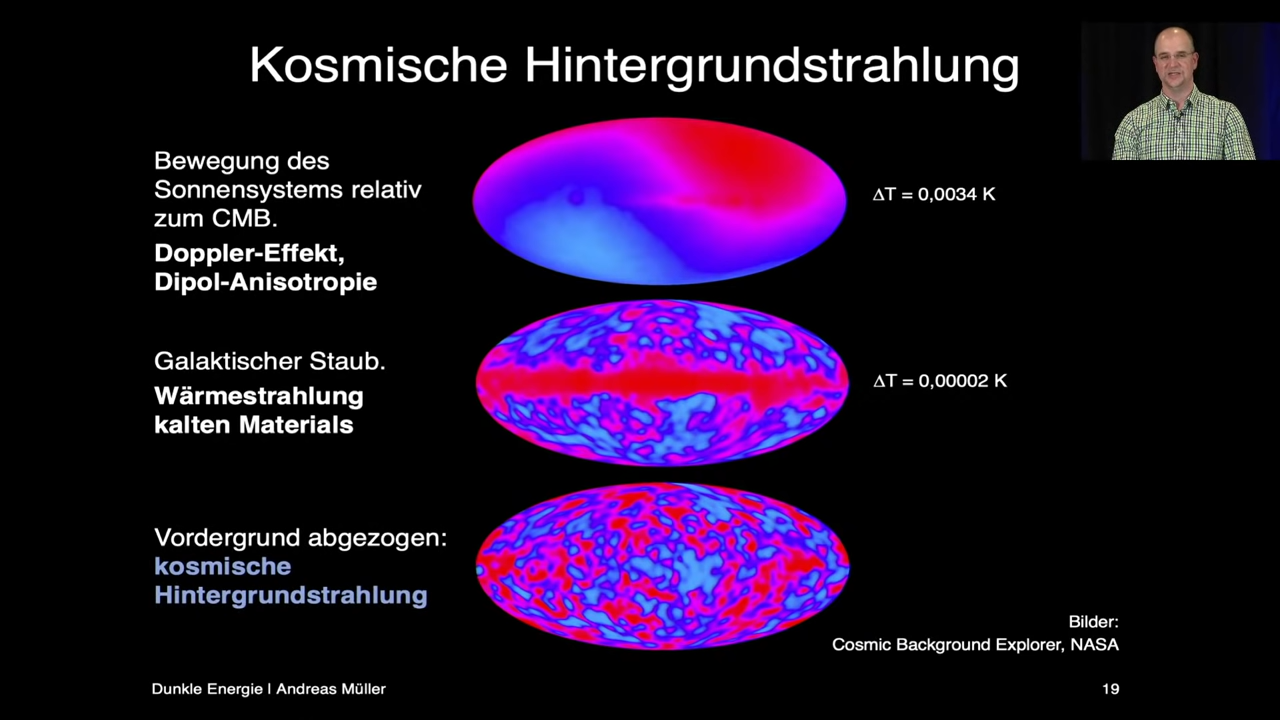 Kosmische Hintergrundstrahlung
Bewegung des
Sonnensystems relativ
zum CMB.
Doppler-Effekt,
Dipol-Anisotropie
ΔT = 0,0034 K
Galaktischer Staub.
Wärmestrahlung
kalten Materials
ΔT = 0,00002 K
Vordergrund abgezogen:
kosmische
Hintergrundstrahlung
Bilder:
Cosmic Background Explorer, NASA
Dunkle Energie | Andreas Müller
19